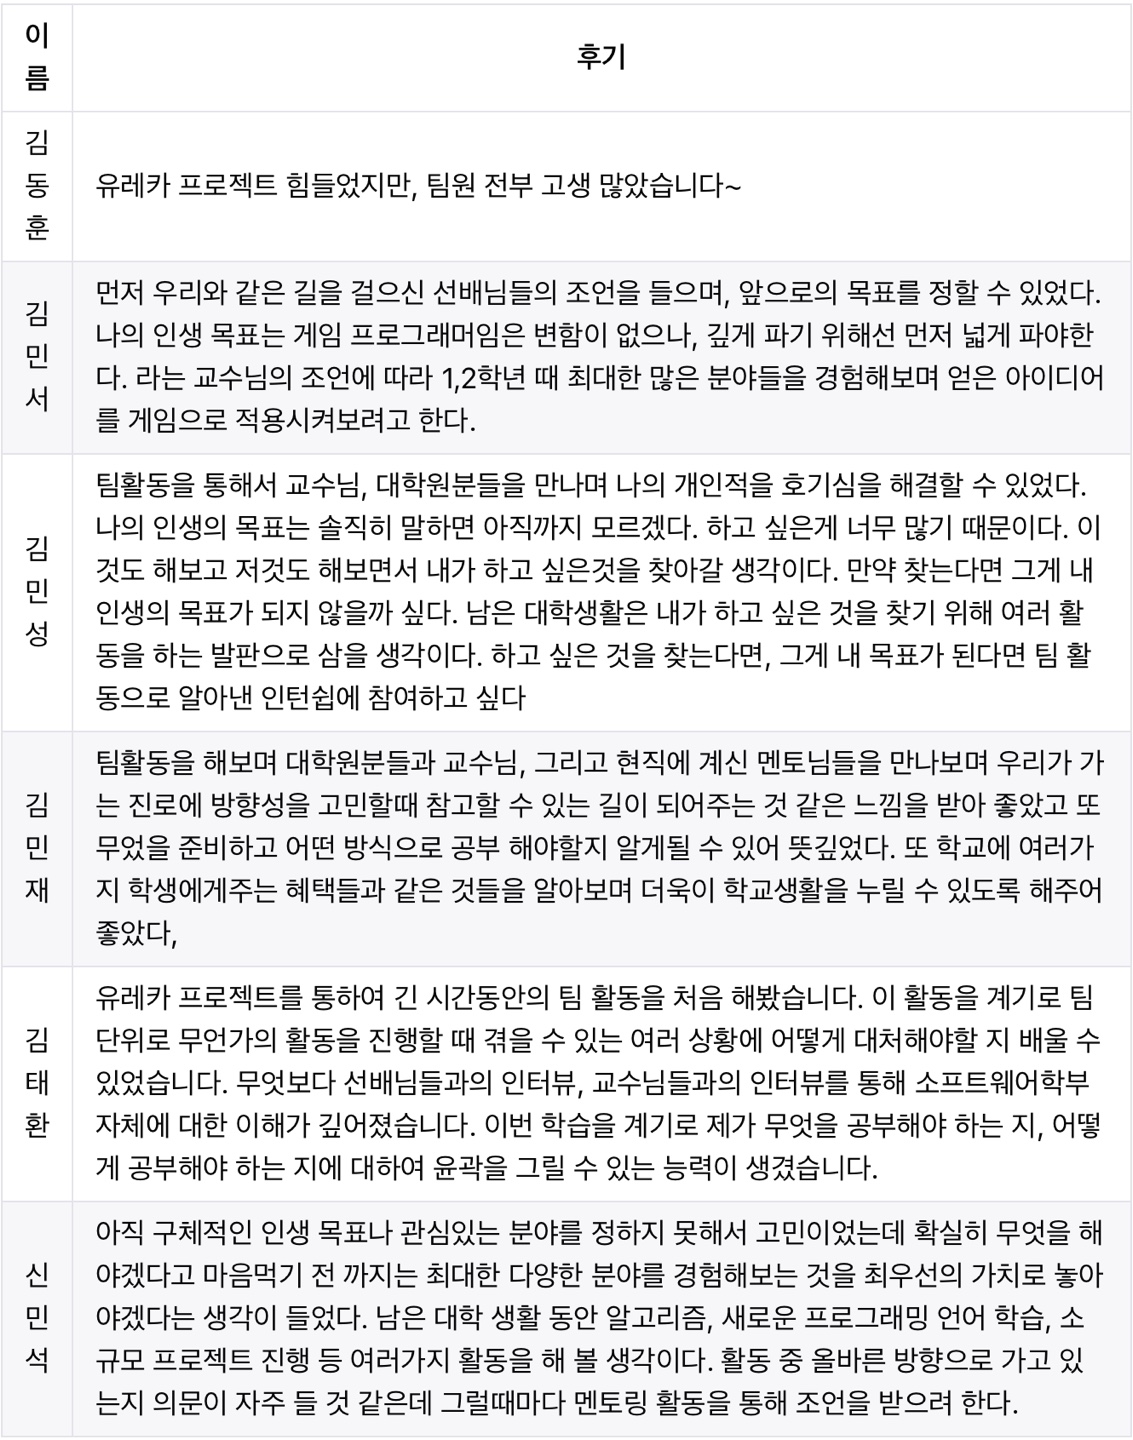 이
름
후기
김
동
훈
유레카 프로젝트 힘들었지만, 팀원 전부 고생 많았습니다~
김
민
서
먼저 우리와 같은 길을 걸으신 선배님들의 조언을 들으며, 앞으로의 목표를 정할 수 있었다.
나의 인생 목표는 게임 프로그래머임은 변함이 없으나, 깊게 파기 위해선 먼저 넓게 파야한
다. 라는 교수님의 조언에 따라 1,2학년 때 최대한 많은 분야들을 경험해보며 얻은 아이디어
를 게임으로 적용시켜보려고 한다.
김
민
성
팀활동을 통해서 교수님, 대학원분들을 만나며 나의 개인적을 호기심을 해결할 수 있었다.
나의 인생의 목표는 솔직히 말하면 아직까지 모르겠다. 하고 싶은게 너무 많기 때문이다. 이
것도 해보고 저것도 해보면서 내가 하고 싶은것을 찾아갈 생각이다. 만약 찾는다면 그게 내
인생의 목표가 되지 않을까 싶다. 남은 대학생활은 내가 하고 싶은 것을 찾기 위해 여러 활
동을 하는 발판으로 삼을 생각이다. 하고 싶은 것을 찾는다면, 그게 내 목표가 된다면 팀 활
동으로 알아낸 인턴쉽에 참여하고 싶다
김
민
재
팀활동을 해보며 대학원분들과 교수님, 그리고 현직에 계신 멘토님들을 만나보며 우리가 가
는 진로에 방향성을 고민할때 참고할 수 있는 길이 되어주는 것 같은 느낌을 받아 좋았고 또
무엇을 준비하고 어떤 방식으로 공부 해야할지 알게될 수 있어 뜻깊었다. 또 학교에 여러가
지 학생에게주는 혜택들과 같은 것들을 알아보며 더욱이 학교생활을 누릴 수 있도록 해주어
좋았다,
김
태
환
유레카 프로젝트를 통하여 긴 시간동안의 팀 활동을 처음 해봤습니다. 이 활동을 계기로 팀
단위로 무언가의 활동을 진행할 때 겪을 수 있는 여러 상황에 어떻게 대처해야할 지 배울 수
있었습니다. 무엇보다 선배님들과의 인터뷰, 교수님들과의 인터뷰를 통해 소프트웨어학부
자체에 대한 이해가 깊어졌습니다. 이번 학습을 계기로 제가 무엇을 공부해야 하는 지, 어떻
게 공부해야 하는 지에 대하여 윤곽을 그릴 수 있는 능력이 생겼습니다.
신
민
석
아직 구체적인 인생 목표나 관심있는 분야를 정하지 못해서 고민이었는데 확실히 무엇을 해
야겠다고 마음먹기 전 까지는 최대한 다양한 분야를 경험해보는 것을 최우선의 가치로 놓아
야겠다는 생각이 들었다. 남은 대학 생활 동안 알고리즘, 새로운 프로그래밍 언어 학습, 소
규모 프로젝트 진행 등 여러가지 활동을 해 볼 생각이다. 활동 중 올바른 방향으로 가고 있
는지 의문이 자주 들 것 같은데 그럴때마다 멘토링 활동을 통해 조언을 받으려 한다.